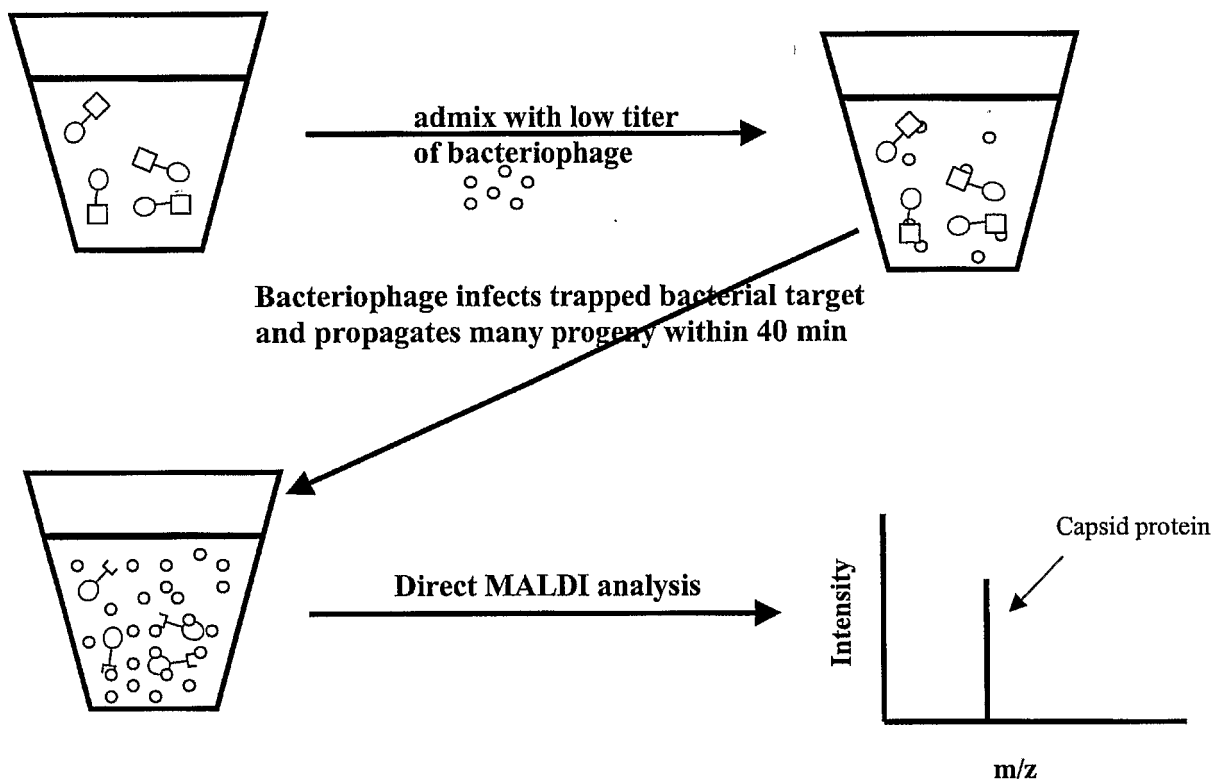 admix with low titer
of bacteriophage
Bacteriophage infects trapped bacterial target
and propagates many progeny within 40 min
Direct MALDI analysis
Capsid protein
Intensity
m/z